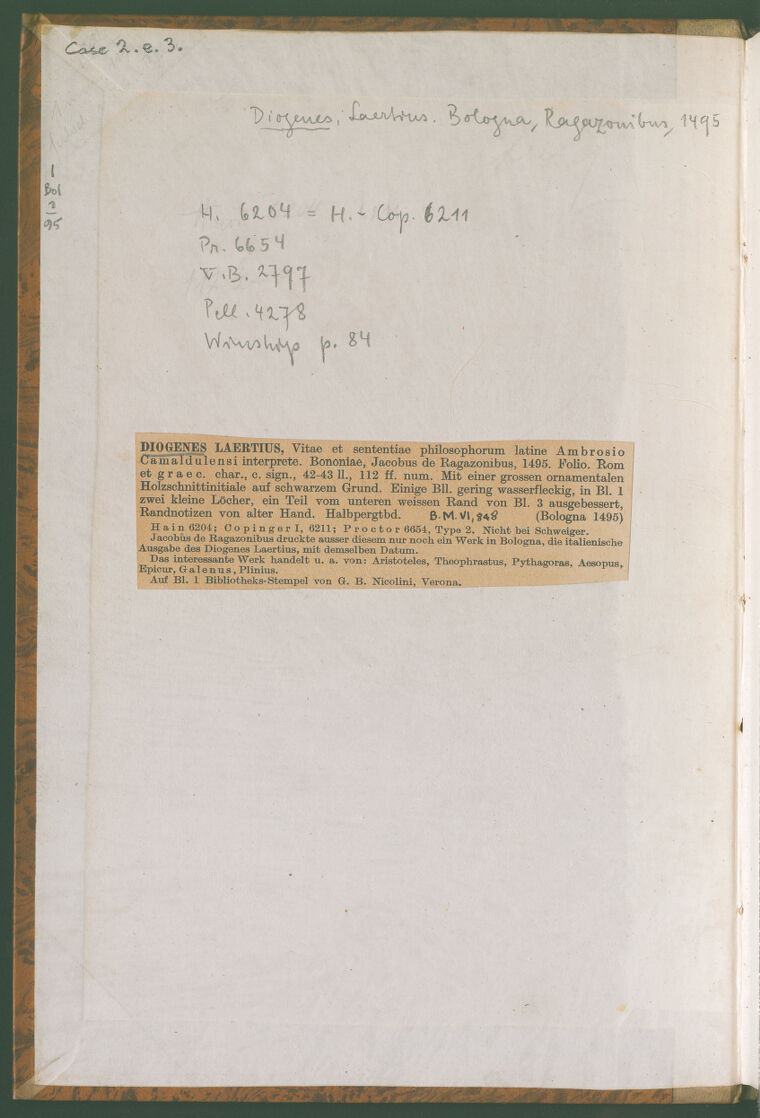 Case 2.e.3.
Diogenes, Laertius. Bologna, Ragazonibus, 1495
1
Bol
2
95
H. 6204 = H.- Cop. 6211
Pr. 6654
V.B. 2797
Pell. 4278
Winship p. 84
DIOGENES LAERTIUS, Vitae et sententiae philosophorum latine Ambrosio
Camaldulensi interprete. Bononiae, Jacobus de Ragazonibus, 1495. Folio. Rom
et graec. char., c. sign., 42-43 ll., 112 ff. num. Mit einer grossen ornamentalen
Holzschnittinitiale auf schwarzem Grund. Einige Bll. gering wasserfleckig, in Bl. 1
zwei kleine Löcher, ein Teil vom unteren weissen Rand von Bl. 3 ausgebessert,
Randnotizen von alter Hand. Halbpergtbd. B.M.VI, 848 (Bologna 1495)
Hain 6204; Copinger I, 6211; Proctor 6654, Type 2. Nicht bei Schweiger.
Jacobus de Ragazonibus druckte ausser diesem nur noch ein Werk in Bologna, die italienische
Ausgabe des Diogenes Laertius, mit demselben Datum.
Das interessante Werk handelt u. a. von: Aristoteles, Theophrastus, Pythagoras, Aesopus,
Epicur, Galenus, Plinius.
Auf Bl. 1 Bibliotheks-Stempel von G. B. Nicolini, Verona.